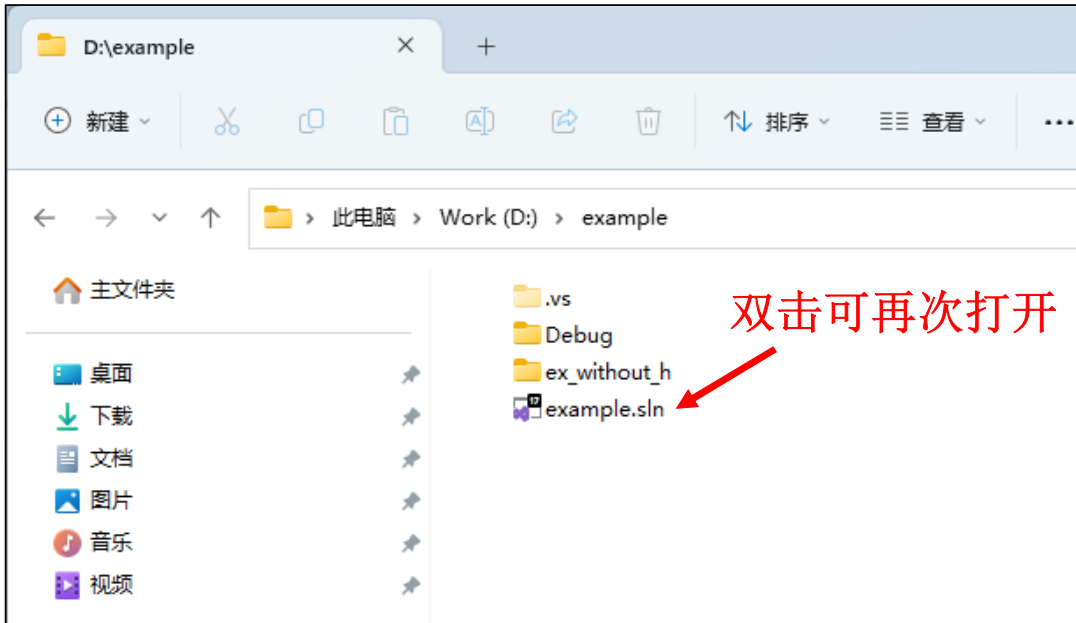 D:\example
新建
排序
查看
此电脑 > Work (D:) > example
主文件夹
.vs
双击可再次打开
Debug
桌面
ex_without_h
下载
example.sln
文档
图片
音乐
视频